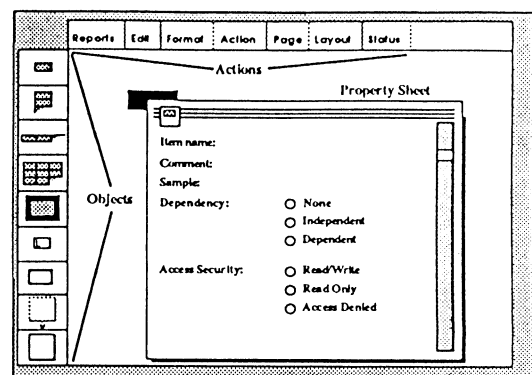 Reports Edit Format Action Page Layout Status
Actions
Property Sheet
Item name:
Comment:
Sample:
Objects
Dependency: None
Independent
Dependent
Access Security: Read/Write
Read Only
Access Denied